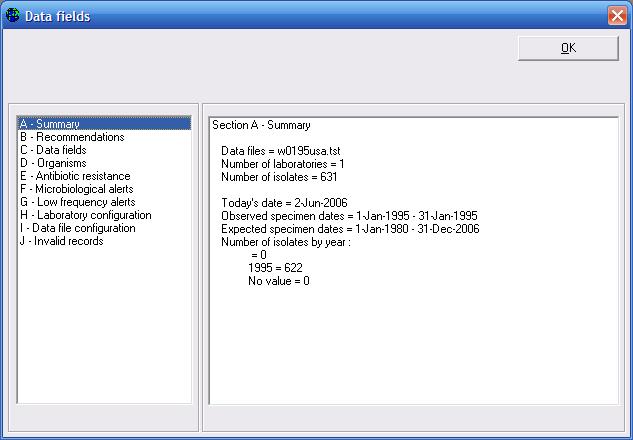 Data fields
OK
A - Summary
B - Recommendations
C - Data fields
D - Organisms
E - Antibiotic resistance
F - Microbiological alerts
G - Low frequency alerts
H - Laboratory configuration
I - Data file configuration
J - Invalid records
Section A - Summary
Data files = w0195usa.tst
Number of laboratories = 1
Number of isolates = 631
Today's date = 2-Jun-2006
Observed specimen dates = 1-Jan-1995 - 31-Jan-1995
Expected specimen dates = 1-Jan-1980 - 31-Dec-2006
Number of isolates by year :
= 0
1995 = 622
No value = 0